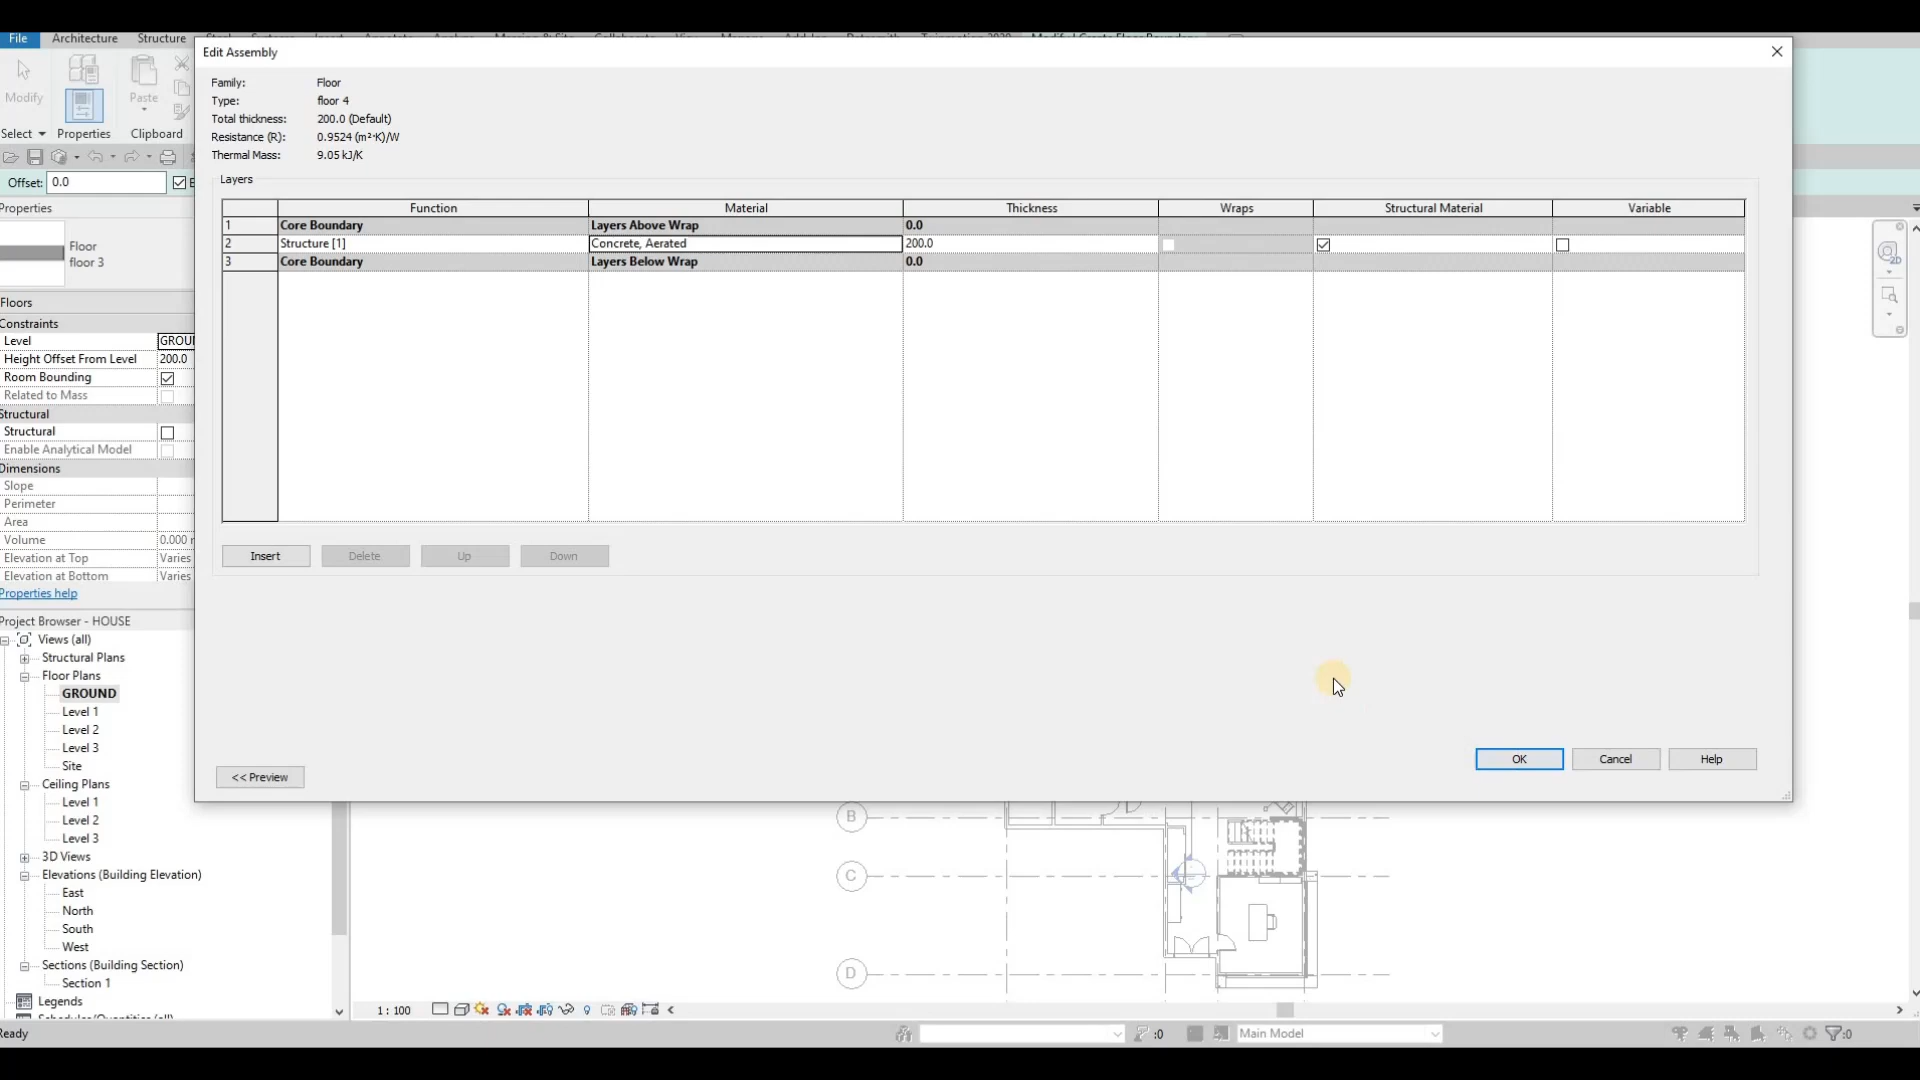 File Architecture Structure
Edit Assembly
Modify
Paste
Select Properties Clipboard
Offset: 0.0
Properties
Floor
floor 3
Floors
Constraints
Level
Height Offset From Level 200.0
Room Bounding
Related to Mass
Structural
Structural
Enable Analytical Model
Dimensions
Slope
Perimeter
Area
Volume 0.000
Elevation at Top Varies
Elevation at Bottom Varies
Properties help
Family: Floor
Type: floor 4
Total thickness: 200.0 (Default)
Resistance (R): 0.9524 (m²·K)/W
Thermal Mass: 9.05 kJ/K
Layers
Function Material Thickness Wraps Structural Material Variable
1 Core Boundary Layers Above Wrap 0.0
2 Structure [1] Concrete, Aerated 200.0
3 Core Boundary Layers Below Wrap 0.0
Insert Delete Up Down
<< Preview
OK Cancel Help
2D
Project Browser - HOUSE
Views (all)
Structural Plans
Floor Plans
GROUND
Level 1
Level 2
Level 3
Site
Ceiling Plans
Level 1
Level 2
Level 3
3D Views
Elevations (Building Elevation)
East
North
South
West
Sections (Building Section)
Section 1
Legends
B
C
D
1 : 100
Ready
:0
Main Model
:0